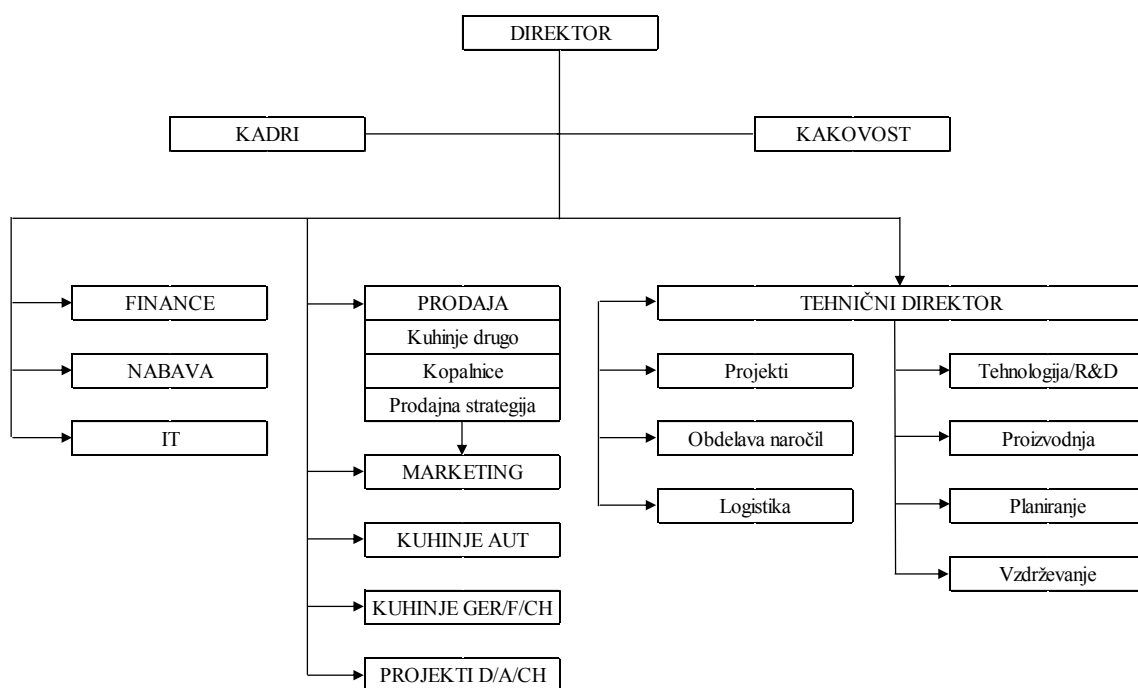 DIREKTOR
KADRI
KAKOVOST
FINANCE
NABAVA
IT
PRODAJA
Kuhinje drugo
Kopalnice
Prodajna strategija
MARKETING
KUHINJE AUT
KUHINJE GER/F/CH
PROJEKTI D/A/CH
TEHNIČNI DIREKTOR
Projekti
Obdelava naročil
Logistika
Tehnologija/R&D
Proizvodnja
Planiranje
Vzdrževanje